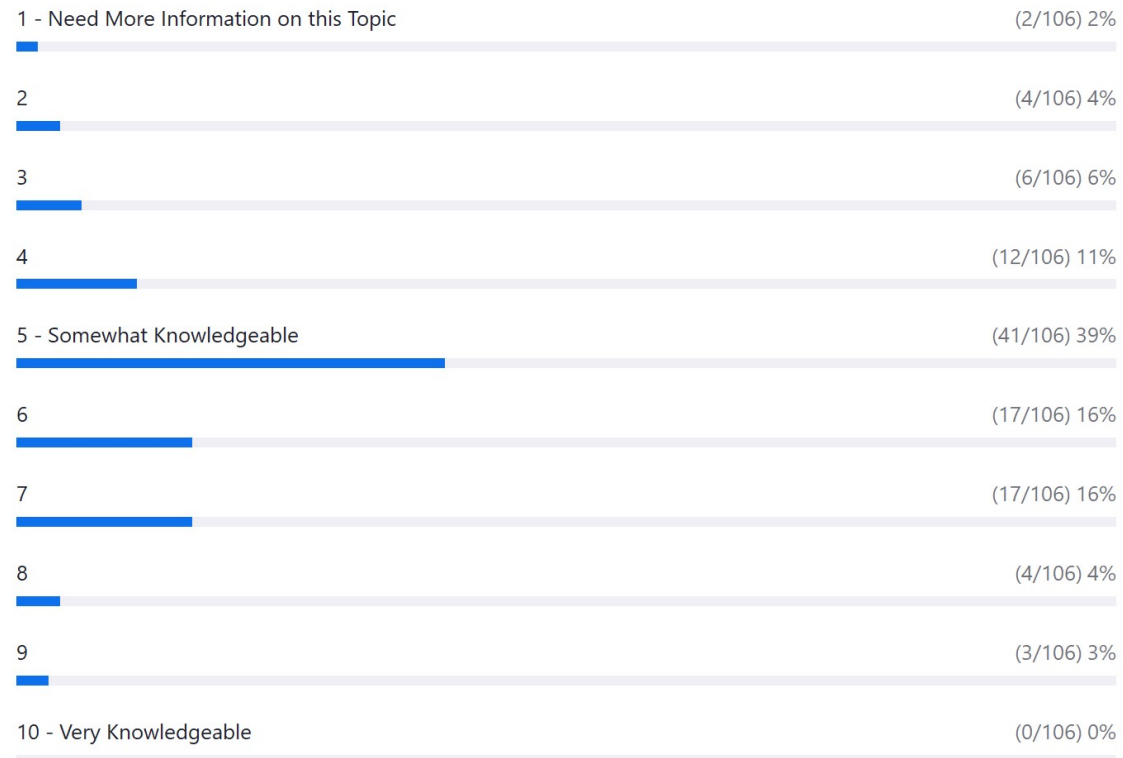 1 - Need More Information on this Topic (2/106) 2%
2 (4/106) 4%
3 (6/106) 6%
4 (12/106) 11%
5 - Somewhat Knowledgeable (41/106) 39%
6 (17/106) 16%
7 (17/106) 16%
8 (4/106) 4%
9 (3/106) 3%
10 - Very Knowledgeable (0/106) 0%